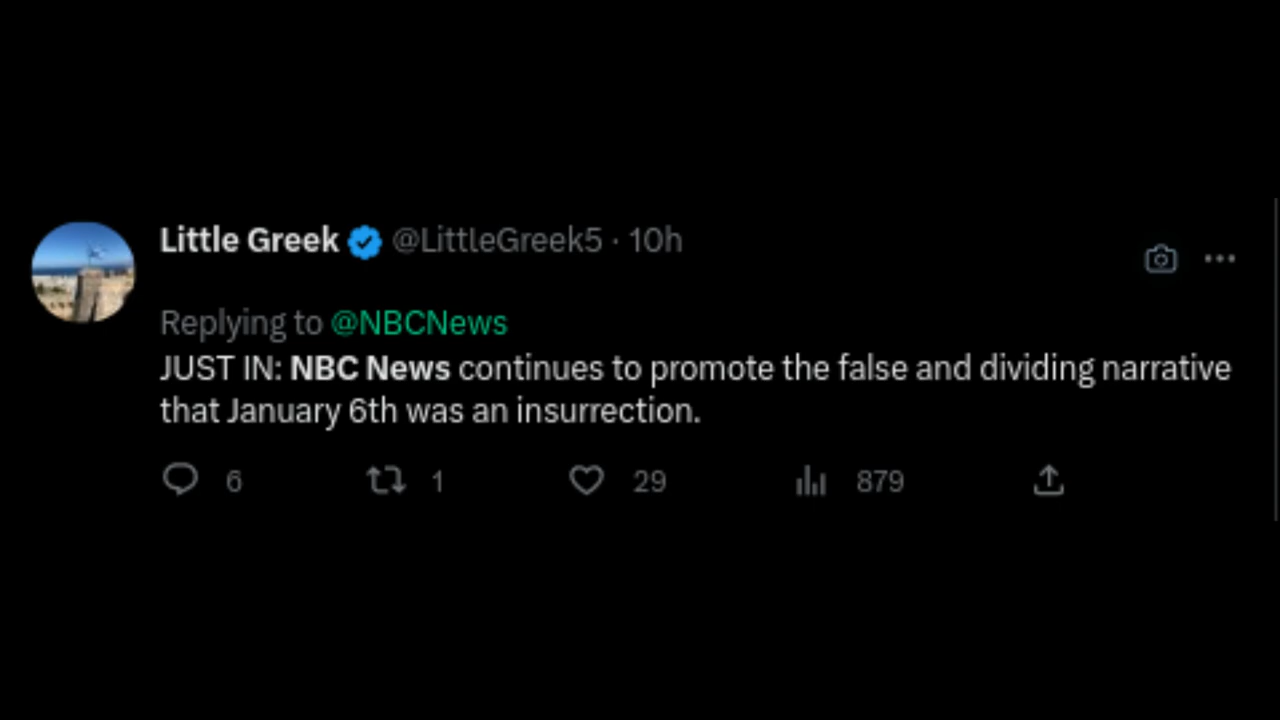 Little Greek @LittleGreek5 · 10h
Replying to @NBCNews
JUST IN: NBC News continues to promote the false and dividing narrative
that January 6th was an insurrection.
6 1 29 879